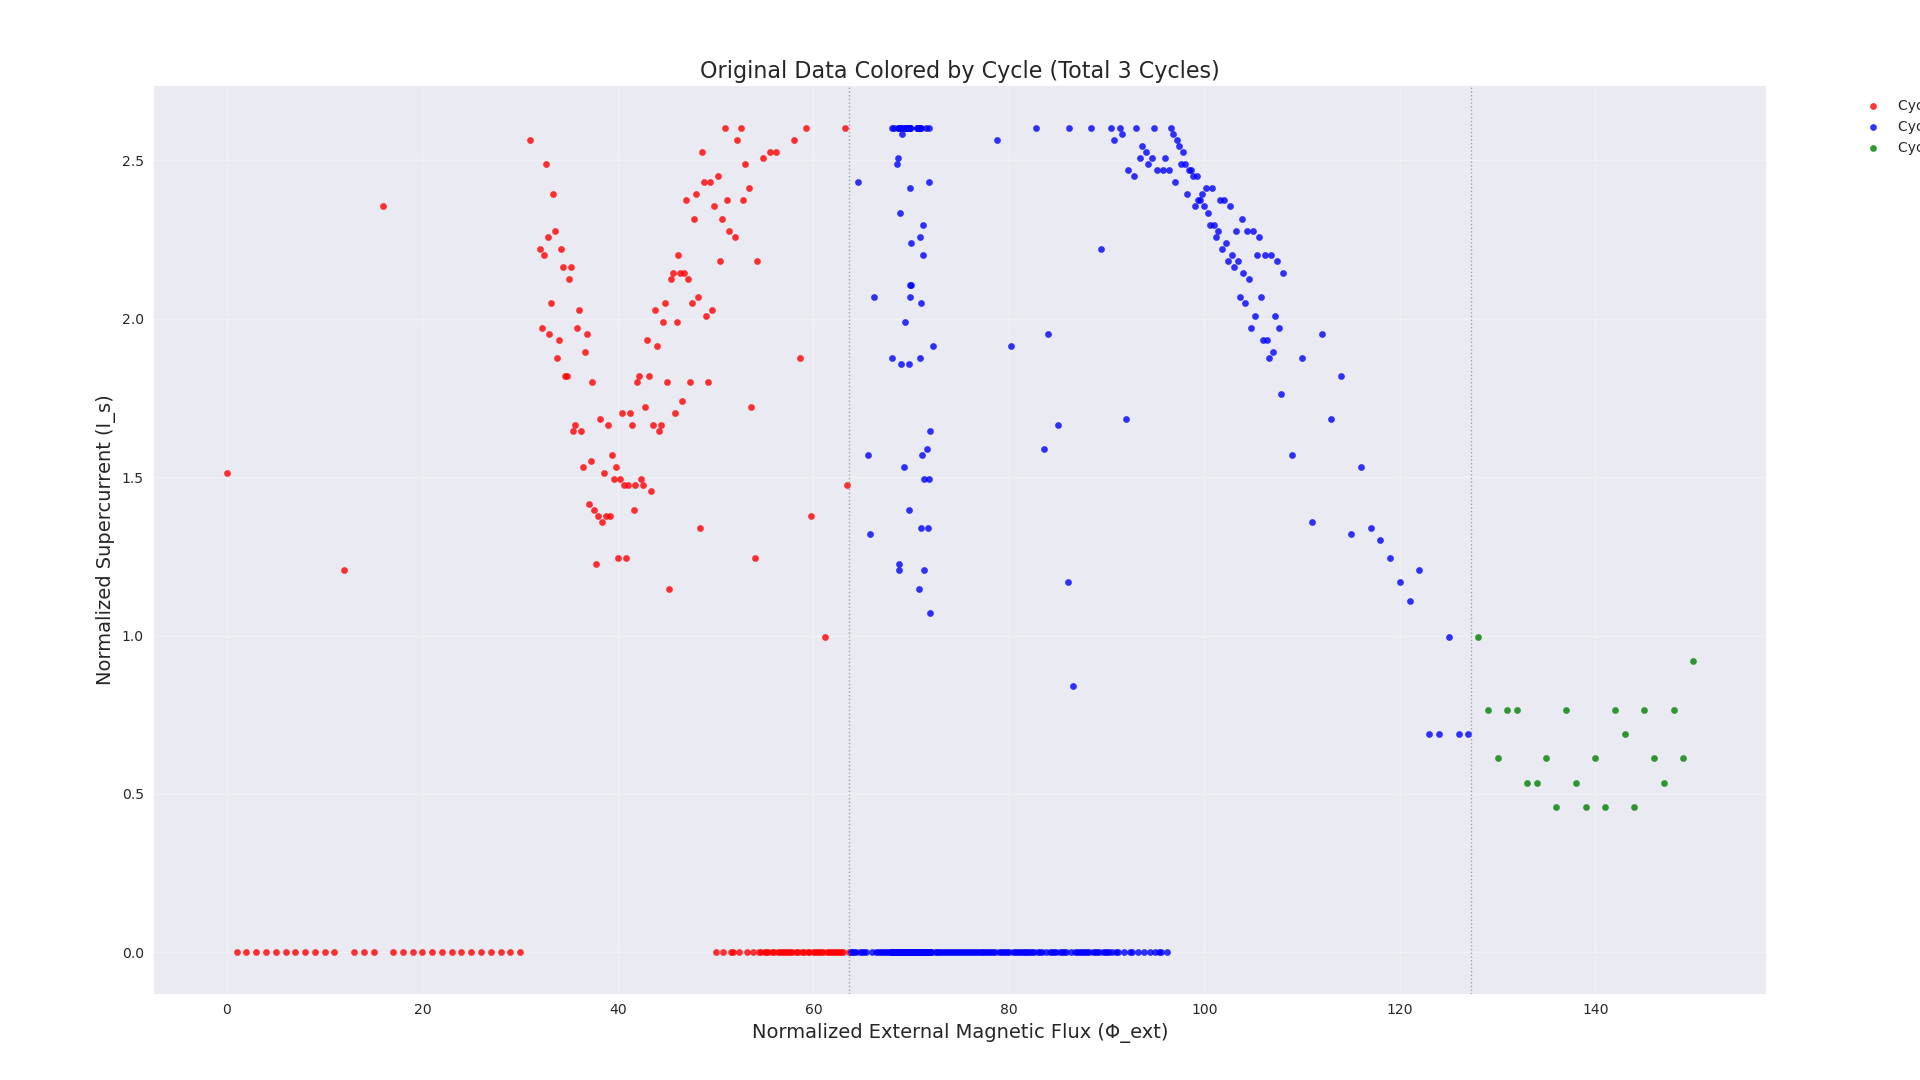 Original Data Colored by Cycle (Total 3 Cycles)
Cyc
Cyc
Cyc
Normalized Supercurrent (I_s)
2.5
2.0
1.5
1.0
0.5
0.0
0
20
40
60
80
100
120
140
Normalized External Magnetic Flux (Φ_ext)